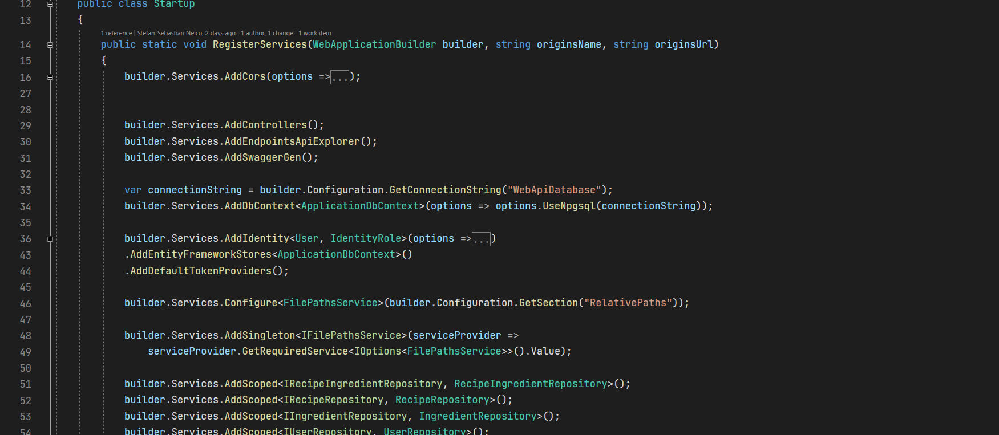 12 public class Startup
13 {
1 reference | Ștefan-Sebastian Neicu, 2 days ago | 1 author, 1 change | 1 work item
14 public static void RegisterServices(WebApplicationBuilder builder, string originsName, string originsUrl)
15 {
16 builder.Services.AddCors(options =>...);
27
28
29 builder.Services.AddControllers();
30 builder.Services.AddEndpointsApiExplorer();
31 builder.Services.AddSwaggerGen();
32
33 var connectionString = builder.Configuration.GetConnectionString("WebApiDatabase");
34 builder.Services.AddDbContext<ApplicationDbContext>(options => options.UseNpgsql(connectionString));
35
36 builder.Services.AddIdentity<User, IdentityRole>(options =>...)
43 .AddEntityFrameworkStores<ApplicationDbContext>()
44 .AddDefaultTokenProviders();
45
46 builder.Services.Configure<FilePathsService>(builder.Configuration.GetSection("RelativePaths"));
47
48 builder.Services.AddSingleton<IFilePathsService>(serviceProvider =>
49 serviceProvider.GetRequiredService<IOptions<FilePathsService>>().Value);
50
51 builder.Services.AddScoped<IRecipeIngredientRepository, RecipeIngredientRepository>();
52 builder.Services.AddScoped<IRecipeRepository, RecipeRepository>();
53 builder.Services.AddScoped<IIngredientRepository, IngredientRepository>();
54 builder.Services.AddScoped<IUserRepository, UserRepository>();